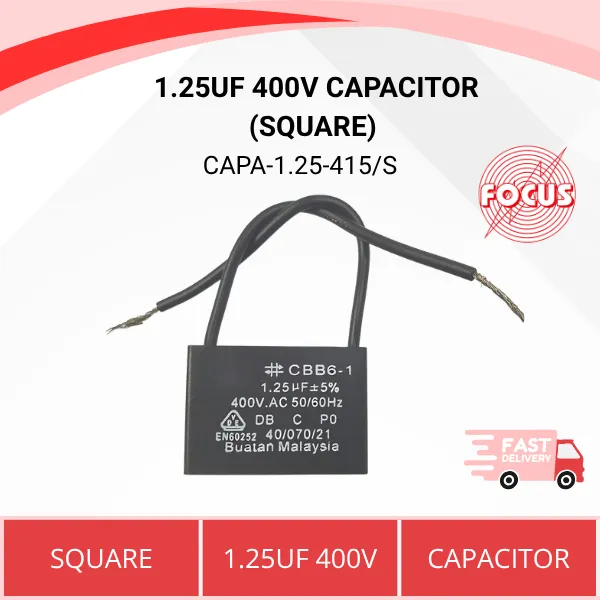 1.25UF 400V CAPACITOR
(SQUARE)
CAPA-1.25-415/S
FOCUS
CBB6-1
1.25µF±5%
400V.AC 50/60Hz
DB C P0
VDE
EN60252 40/070/21
Buatan Malaysia
FAST
DELIVERY
SQUARE
1.25UF 400V
CAPACITOR